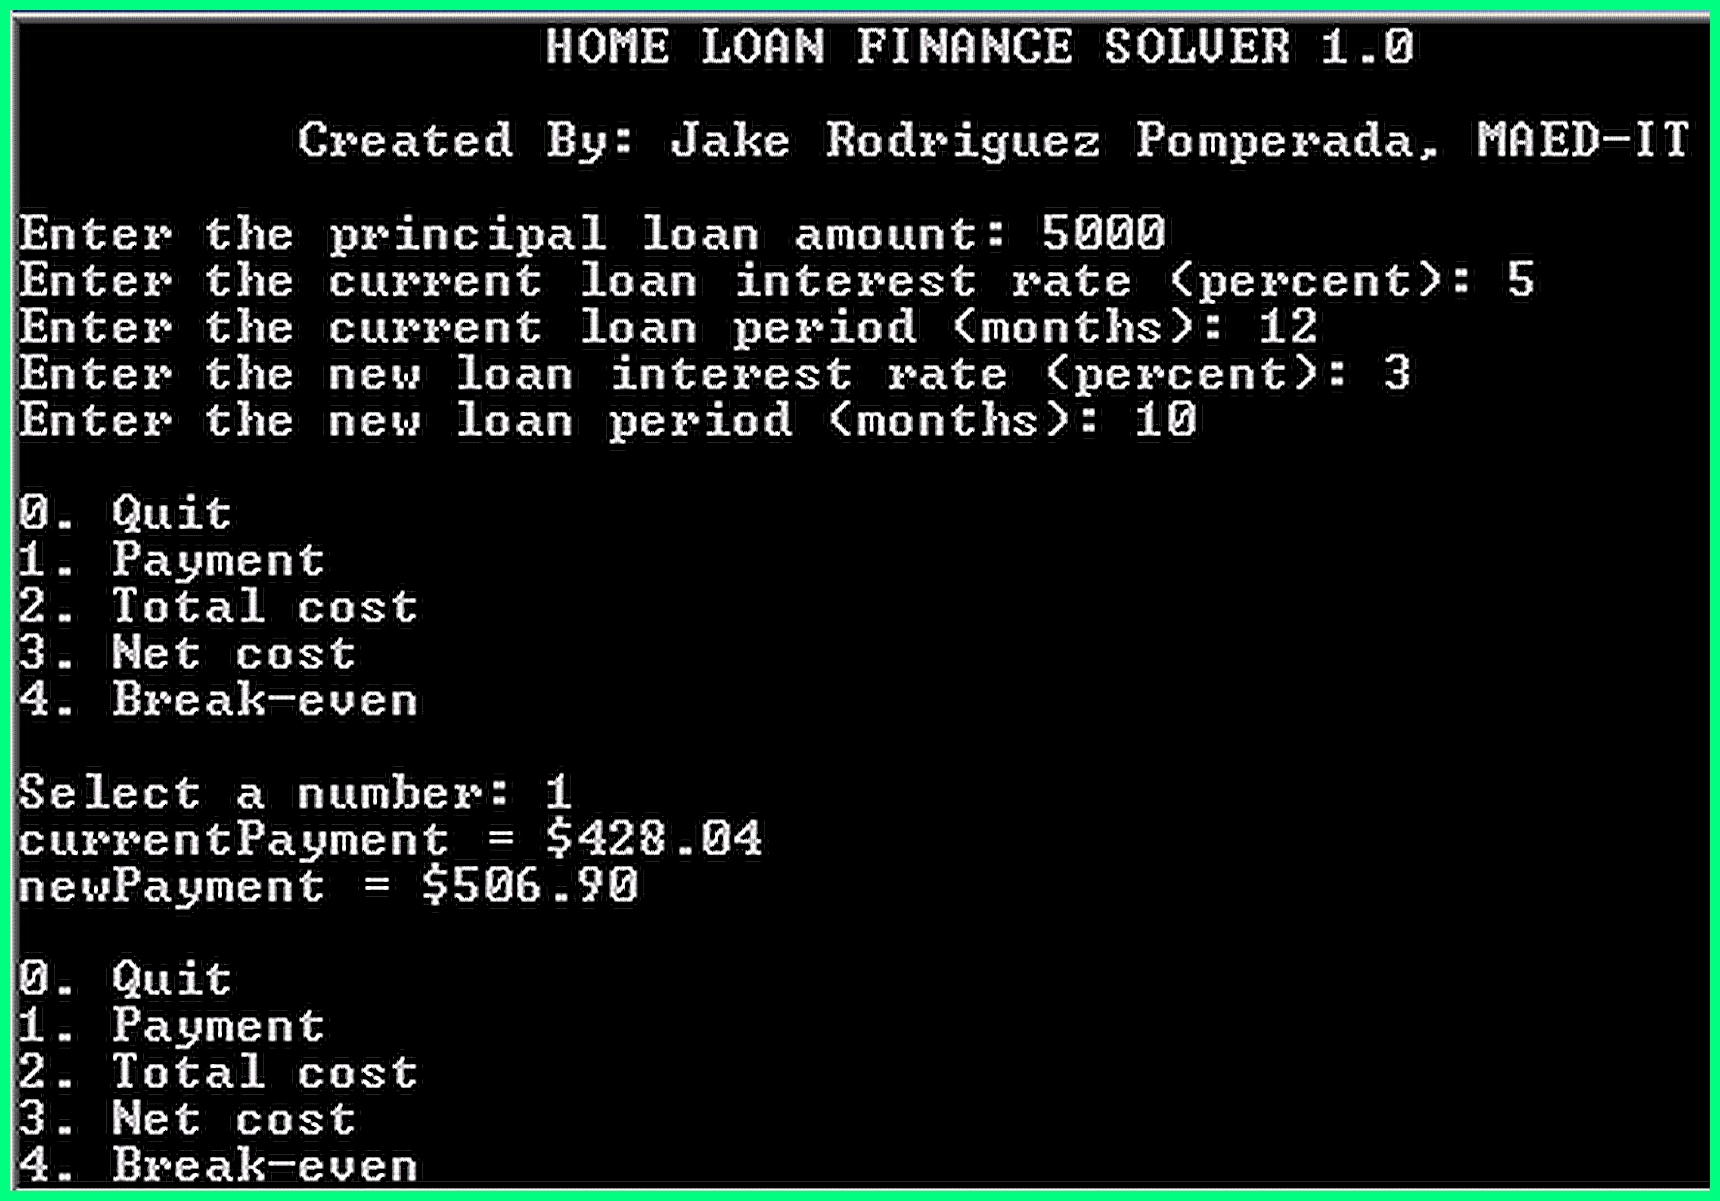 HOME LOAN FINANCE SOLVER 1.0
Created By: Jake Rodriguez Pomperada, MAED-IT
Enter the principal loan amount: 5000
Enter the current loan interest rate (percent): 5
Enter the current loan period (months): 12
Enter the new loan interest rate (percent): 3
Enter the new loan period (months): 10
0. Quit
1. Payment
2. Total cost
3. Net cost
4. Break-even
Select a number: 1
currentPayment = $428.04
newPayment = $506.90
0. Quit
1. Payment
2. Total cost
3. Net cost
4. Break-even